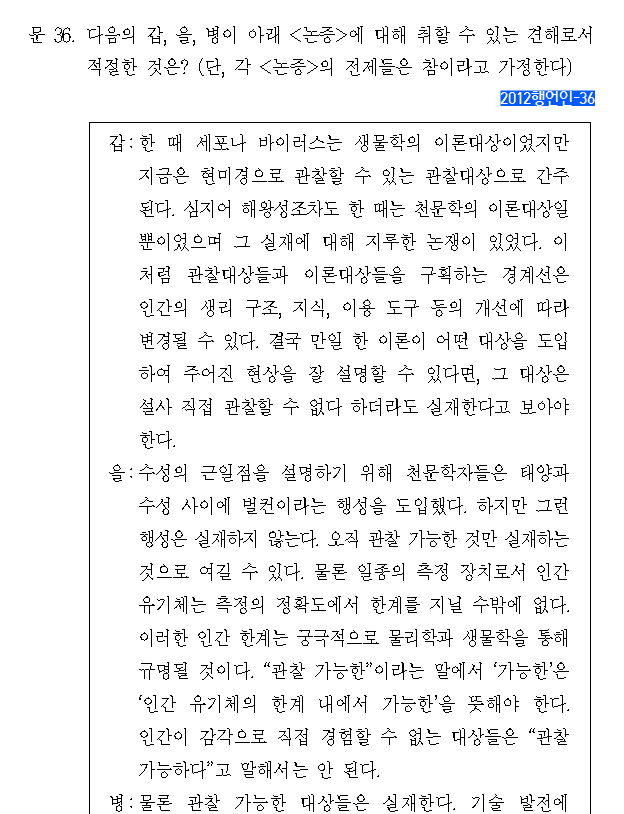 문 36. 다음의 갑, 을, 병이 아래 <논증>에 대해 취할 수 있는 견해로서
적절한 것은? (단, 각 <논증>의 전제들은 참이라고 가정한다)
2012행언인-36
갑: 한 때 세포나 바이러스는 생물학의 이론대상이었지만
지금은 현미경으로 관찰할 수 있는 관찰대상으로 간주
된다. 심지어 해왕성조차도 한 때는 천문학의 이론대상일
뿐이었으며 그 실재에 대해 지루한 논쟁이 있었다. 이
처럼 관찰대상들과 이론대상들을 구획하는 경계선은
인간의 생리 구조, 지식, 이용 도구 등의 개선에 따라
변경될 수 있다. 결국 만일 한 이론이 어떤 대상을 도입
하여 주어진 현상을 잘 설명할 수 있다면, 그 대상은
설사 직접 관찰할 수 없다 하더라도 실재한다고 보아야
한다.
을: 수성의 근일점을 설명하기 위해 천문학자들은 태양과
수성 사이에 벌컨이라는 행성을 도입했다. 하지만 그런
행성은 실재하지 않는다. 오직 관찰 가능한 것만 실재하는
것으로 여길 수 있다. 물론 일종의 측정 장치로서 인간
유기체는 측정의 정확도에서 한계를 지닐 수밖에 없다.
이러한 인간 한계는 궁극적으로 물리학과 생물학을 통해
규명될 것이다. “관찰 가능한”이라는 말에서 ‘가능한’은
‘인간 유기체의 한계 내에서 가능한’을 뜻해야 한다.
인간이 감각으로 직접 경험할 수 없는 대상들은 “관찰
가능하다”고 말해서는 안 된다.
병: 물론 관찰 가능한 대상들은 실재한다. 기술 발전에